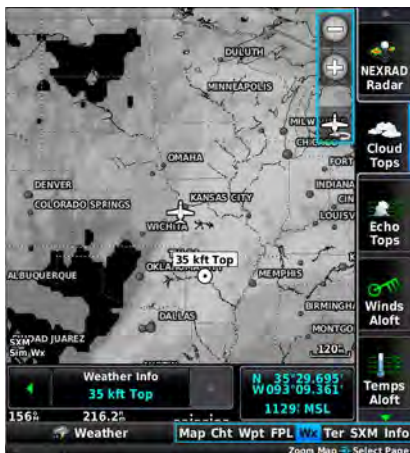 DULUTH
NEXRAD
Radar
MINNEAPOLIS
MILW
CHICAGO
Cloud
Tops
OMAHA
FORT
DENVER
INDIANA
COLORADO SPRINGS
KANSAS CITY
CIN
LOUISV
Echo
Tops
WICHITA
35 kft Top
ALBUQUERQUE
OKLAHOMA CITY
MEMPHIS
Winds
Aloft
BIRMINGHA
DALLAS
MONTGO
SXM
Sim Wx
DAD JUAREZ
120
Temps
Aloft
Weather Info
35 kft Top
N 35°29.695'
W093°09.361'
1129ft MSL
156
216.2
Weather
Map Cht Wpt FPL Wx Ter SXM Info
Zoom Map
Select Page